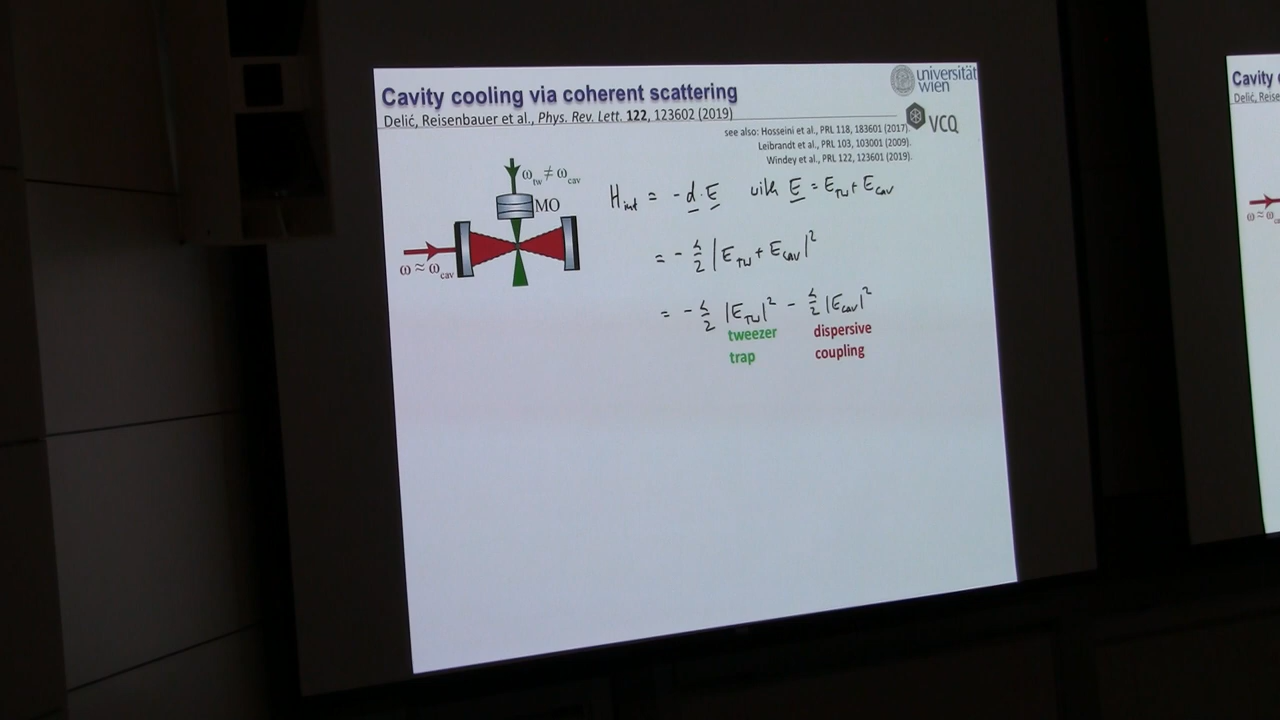 Cavity cooling via coherent scattering
Delić, Reisenbauer et al., Phys. Rev. Lett. 122, 123602 (2019)
universität
wien
VCQ
see also: Hosseini et al., PRL 118, 183601 (2017).
Leibrandt et al., PRL 103, 103001 (2009).
Windey et al., PRL 122, 123601 (2019).
ω_tw ≠ ω_cav
MO
ω ≈ ω_cav
H_int = - d · E with E = E_TW + E_cav
= - α/2 |E_TW + E_cav|²
= - α/2 |E_TW|² - α/2 |E_cav|²
tweezer
trap
dispersive
coupling
Cavity
Delić, Reise